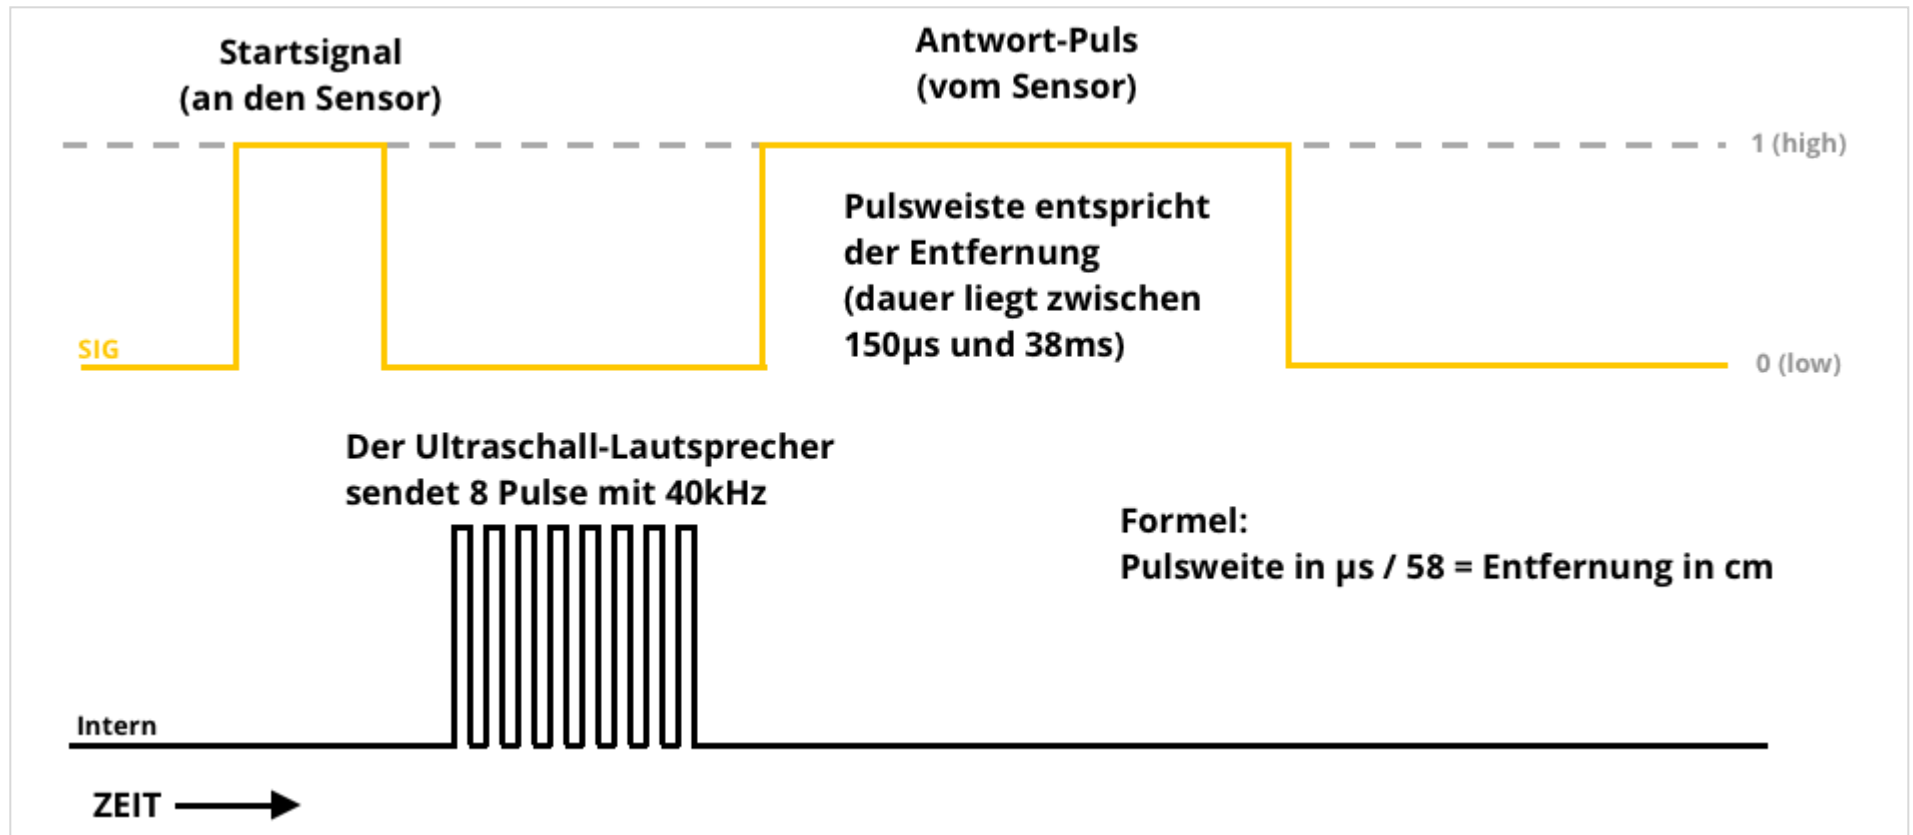 Startsignal
(an den Sensor)
Antwort-Puls
(vom Sensor)
1 (high)
Pulsweiste entspricht
der Entfernung
(dauer liegt zwischen
150µs und 38ms)
SIG
0 (low)
Der Ultraschall-Lautsprecher
sendet 8 Pulse mit 40kHz
Formel:
Pulsweite in µs / 58 = Entfernung in cm
Intern
ZEIT